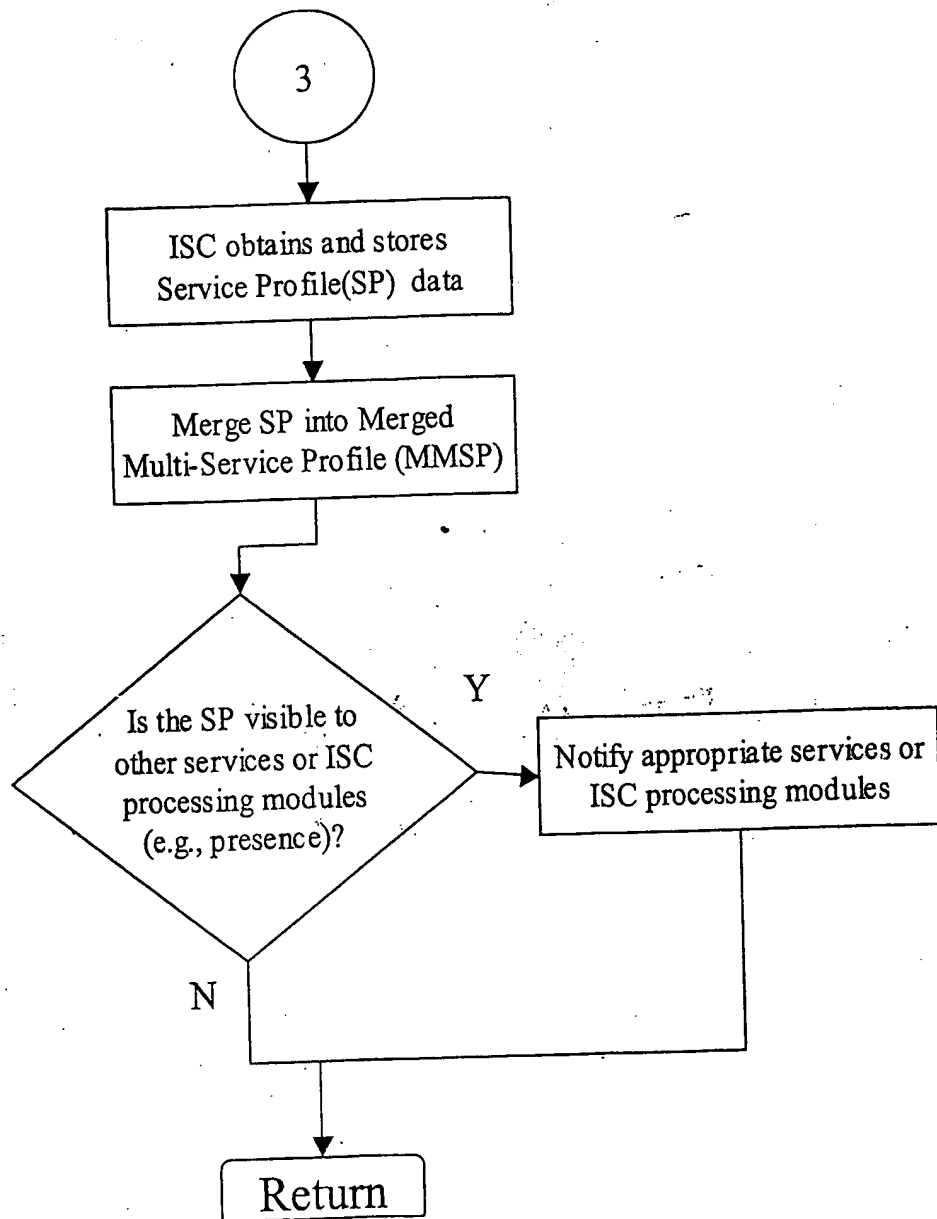 3
ISC obtains and stores
Service Profile(SP) data
Merge SP into Merged
Multi-Service Profile (MMSP)
Is the SP visible to
other services or ISC
processing modules
(e.g., presence)?
Y
Notify appropriate services or
ISC processing modules
N
Return